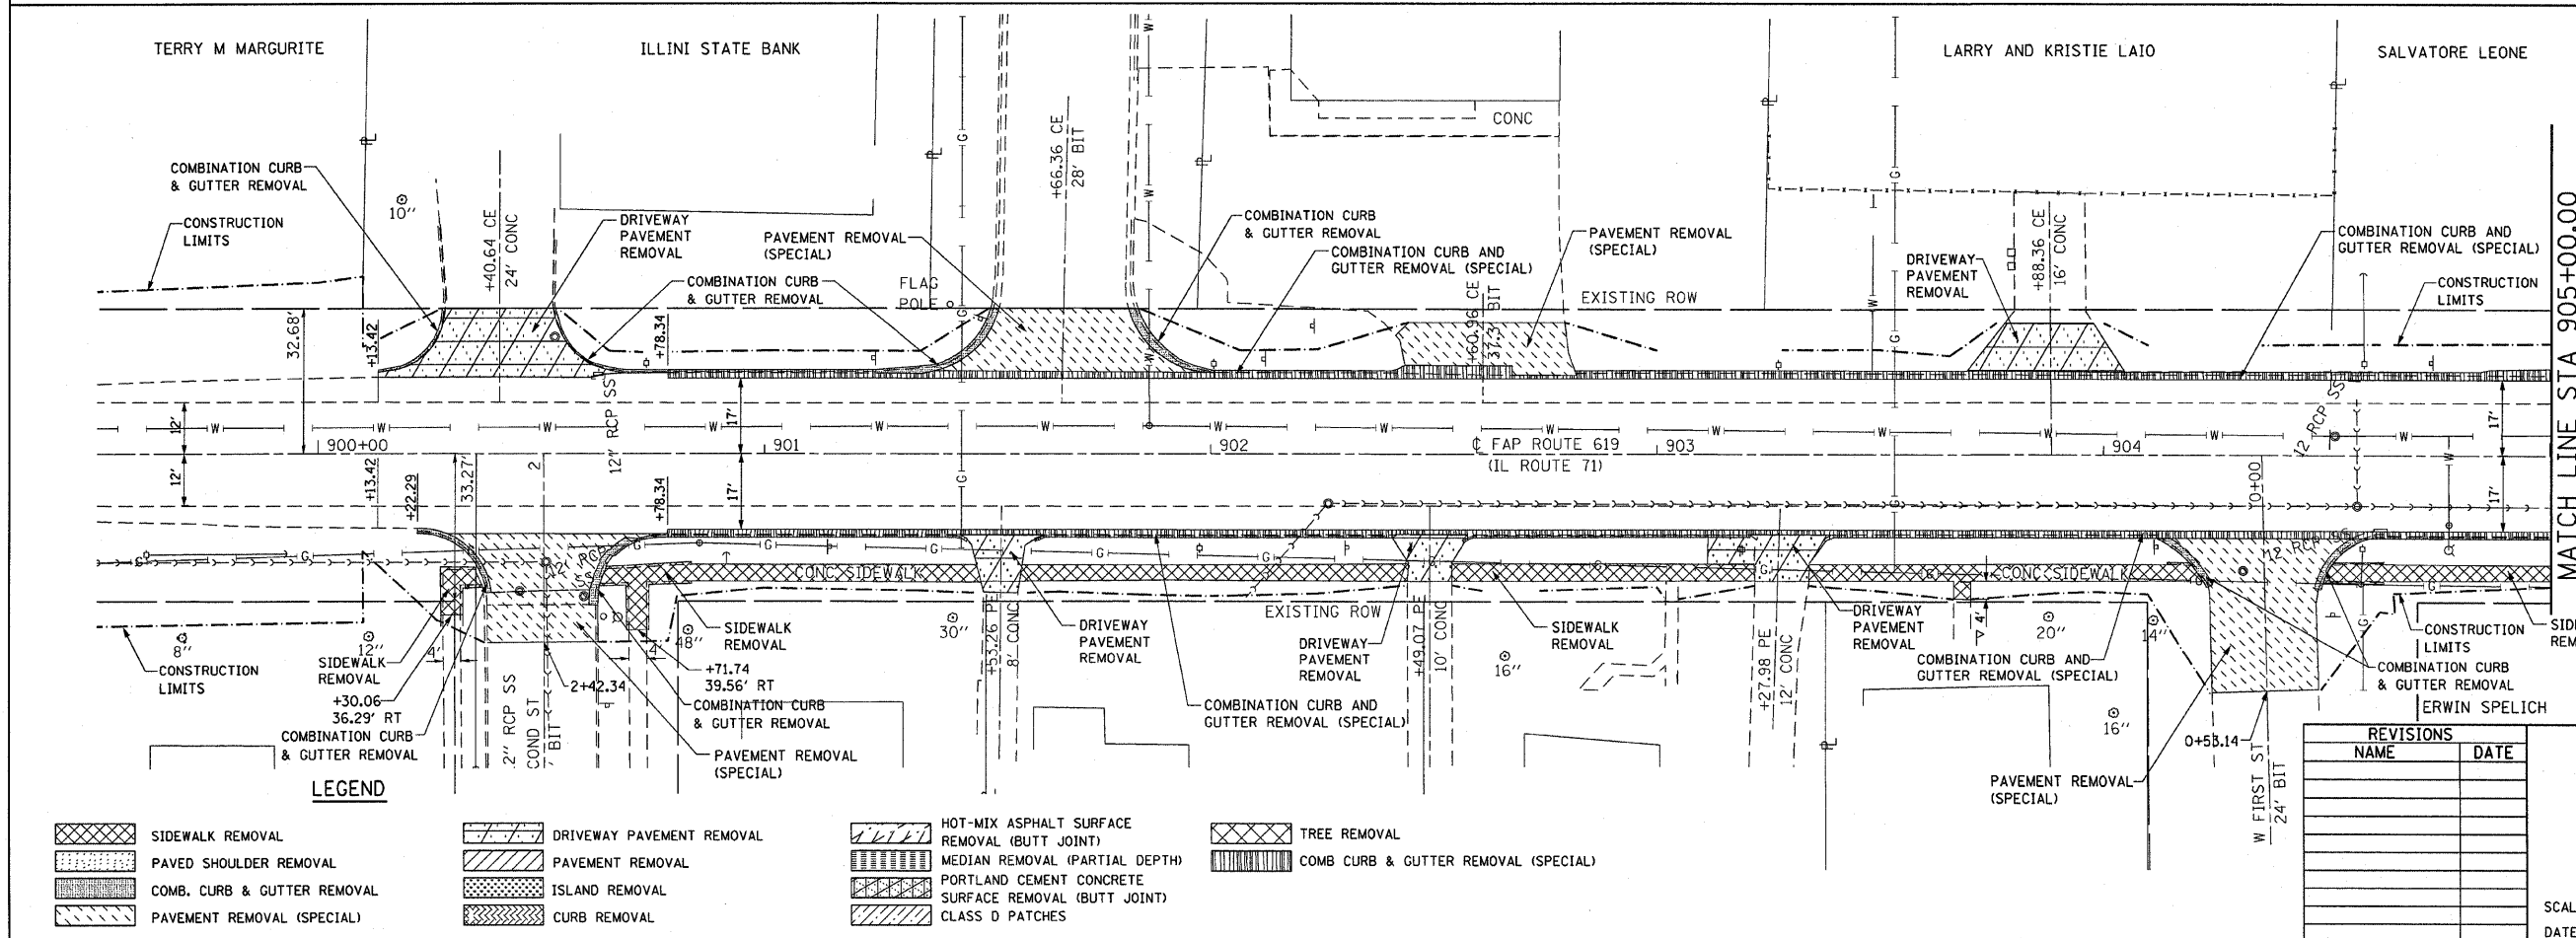 TERRY M MARGURITE
ILLINI STATE BANK
LARRY AND KRISTIE LAIO
SALVATORE LEONE
CONC
COMBINATION CURB
& GUTTER REMOVAL
10''
CONSTRUCTION
LIMITS
+40.64 CE
24' CONC
DRIVEWAY
PAVEMENT
REMOVAL
PAVEMENT REMOVAL
(SPECIAL)
COMBINATION CURB
& GUTTER REMOVAL
FLAG
POLE
+66.36 CE
28' BIT
COMBINATION CURB
& GUTTER REMOVAL
COMBINATION CURB AND
GUTTER REMOVAL (SPECIAL)
PAVEMENT REMOVAL
(SPECIAL)
EXISTING ROW
+60.96 CE
37.3' BIT
DRIVEWAY
PAVEMENT
REMOVAL
+88.36 CE
16' CONC
COMBINATION CURB AND
GUTTER REMOVAL (SPECIAL)
CONSTRUCTION
LIMITS
MATCH LINE STA 905+00.00
32.68'
+13.42
+78.34
12'
12'
12" RCP SS
17'
17'
900+00
901
902
903
904
℄ FAP ROUTE 619
(IL ROUTE 71)
12 RCP SS
17'
17'
+13.42
+22.29
33.27'
2
+78.34
0+00
12' RCP
SS
CONC SIDEWALK
CONC SIDEWALK
12' RCP SS
EXISTING ROW
8''
12''
48''
30''
16''
20''
14''
16''
CONSTRUCTION
LIMITS
SIDEWALK
REMOVAL
4'
4'
+30.06
36.29' RT
COMBINATION CURB
& GUTTER REMOVAL
2" RCP SS
COND ST
' BIT
2+42.34
+71.74
39.56' RT
SIDEWALK
REMOVAL
COMBINATION CURB
& GUTTER REMOVAL
PAVEMENT REMOVAL
(SPECIAL)
+53.26 PE
8' CONC
DRIVEWAY
PAVEMENT
REMOVAL
COMBINATION CURB AND
GUTTER REMOVAL (SPECIAL)
DRIVEWAY
PAVEMENT
REMOVAL
+49.07 PE
10' CONC
SIDEWALK
REMOVAL
+27.98 PE
12' CONC
DRIVEWAY
PAVEMENT
REMOVAL
4'
COMBINATION CURB AND
GUTTER REMOVAL (SPECIAL)
PAVEMENT REMOVAL
(SPECIAL)
0+53.14
W FIRST ST
24' BIT
CONSTRUCTION
LIMITS
SID
REM
COMBINATION CURB
& GUTTER REMOVAL
ERWIN SPELICH
REVISIONS
NAME DATE
SCAL
DATE
LEGEND
SIDEWALK REMOVAL
PAVED SHOULDER REMOVAL
COMB. CURB & GUTTER REMOVAL
PAVEMENT REMOVAL (SPECIAL)
DRIVEWAY PAVEMENT REMOVAL
PAVEMENT REMOVAL
ISLAND REMOVAL
CURB REMOVAL
HOT-MIX ASPHALT SURFACE
REMOVAL (BUTT JOINT)
MEDIAN REMOVAL (PARTIAL DEPTH)
PORTLAND CEMENT CONCRETE
SURFACE REMOVAL (BUTT JOINT)
CLASS D PATCHES
TREE REMOVAL
COMB CURB & GUTTER REMOVAL (SPECIAL)